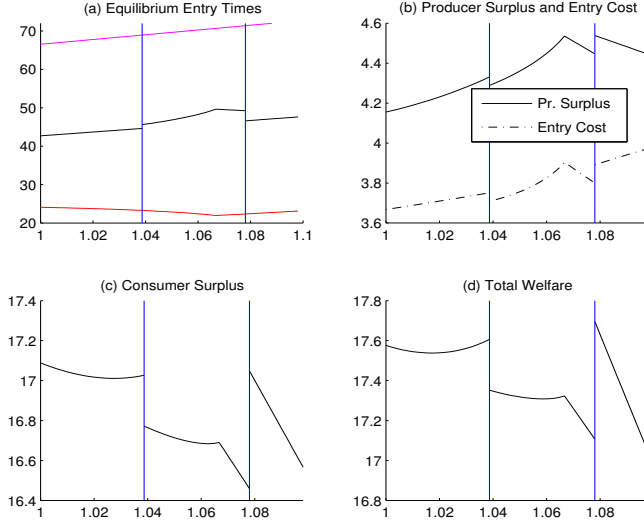 (a) Equilibrium Entry Times
70
60
50
40
30
20
1 1.02 1.04 1.06 1.08 1.1
(b) Producer Surplus and Entry Cost
4.6
4.4
4.2
4
3.8
3.6
Pr. Surplus
Entry Cost
1 1.02 1.04 1.06 1.08
(c) Consumer Surplus
17.4
17.2
17
16.8
16.6
16.4
1 1.02 1.04 1.06 1.08
(d) Total Welfare
17.8
17.6
17.4
17.2
17
16.8
1 1.02 1.04 1.06 1.08